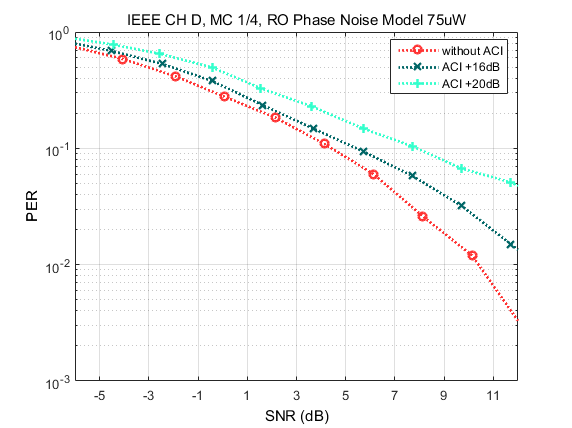 IEEE CH D, MC 1/4, RO Phase Noise Model 75uW
without ACI
ACI +16dB
ACI +20dB
PER
10^0
10^-1
10^-2
10^-3
-5 -3 -1 1 3 5 7 9 11
SNR (dB)